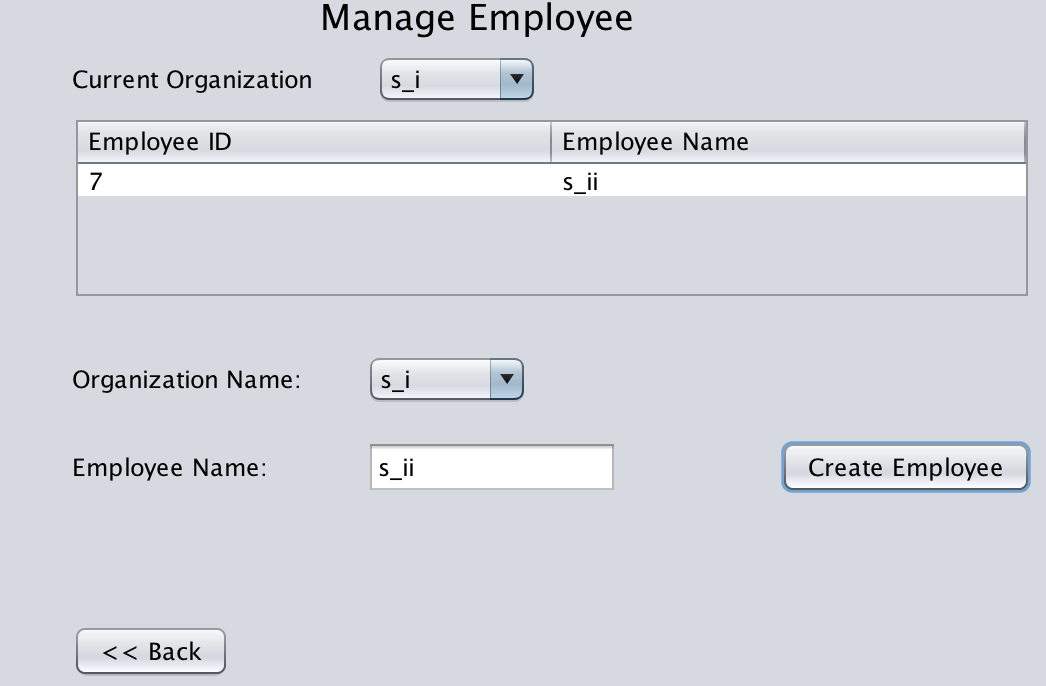 Manage Employee
Current Organization s_i
Employee ID Employee Name
7 s_ii
Organization Name: s_i
Employee Name: s_ii Create Employee
<< Back